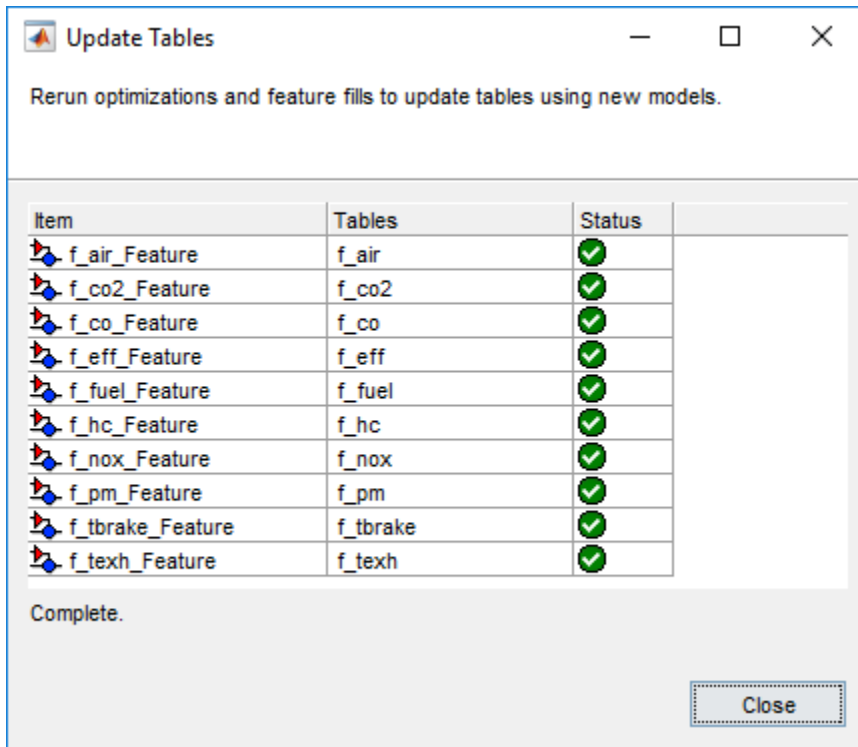 Update Tables
Rerun optimizations and feature fills to update tables using new models.
Item Tables Status
f_air_Feature f_air
f_co2_Feature f_co2
f_co_Feature f_co
f_eff_Feature f_eff
f_fuel_Feature f_fuel
f_hc_Feature f_hc
f_nox_Feature f_nox
f_pm_Feature f_pm
f_tbrake_Feature f_tbrake
f_texh_Feature f_texh
Complete.
Close